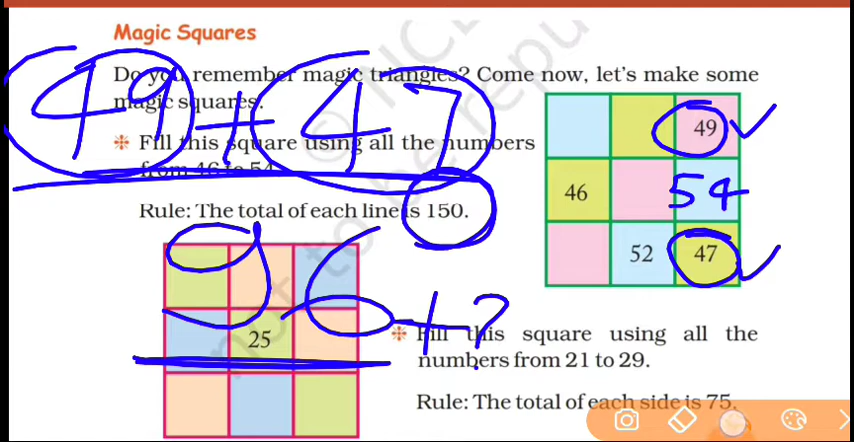 Magic Squares
Do you remember magic triangles? Come now, let's make some
magic squares.
49 + 47
❉ Fill this square using all the numbers
from 46 to 54.
Rule: The total of each line is 150.
49
46 54
52 47
96 + ?
25
❉ Fill this square using all the
numbers from 21 to 29.
Rule: The total of each side is 75.